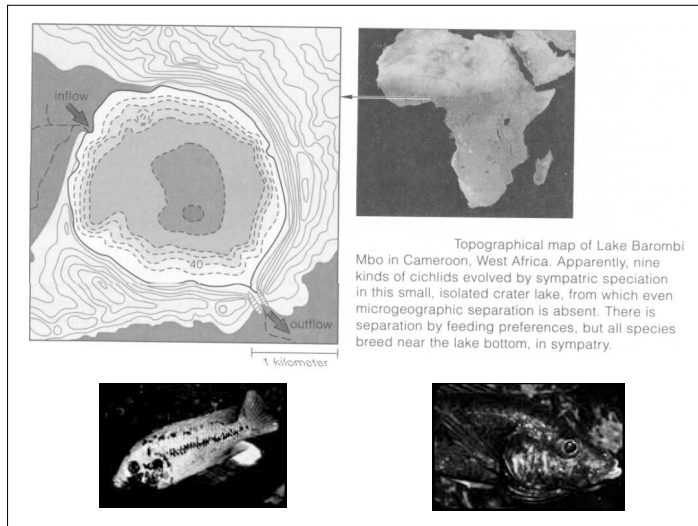 inflow
40
outflow
1 kilometer
Topographical map of Lake Barombi
Mbo in Cameroon, West Africa. Apparently, nine
kinds of cichlids evolved by sympatric speciation
in this small, isolated crater lake, from which even
microgeographic separation is absent. There is
separation by feeding preferences, but all species
breed near the lake bottom, in sympatry.